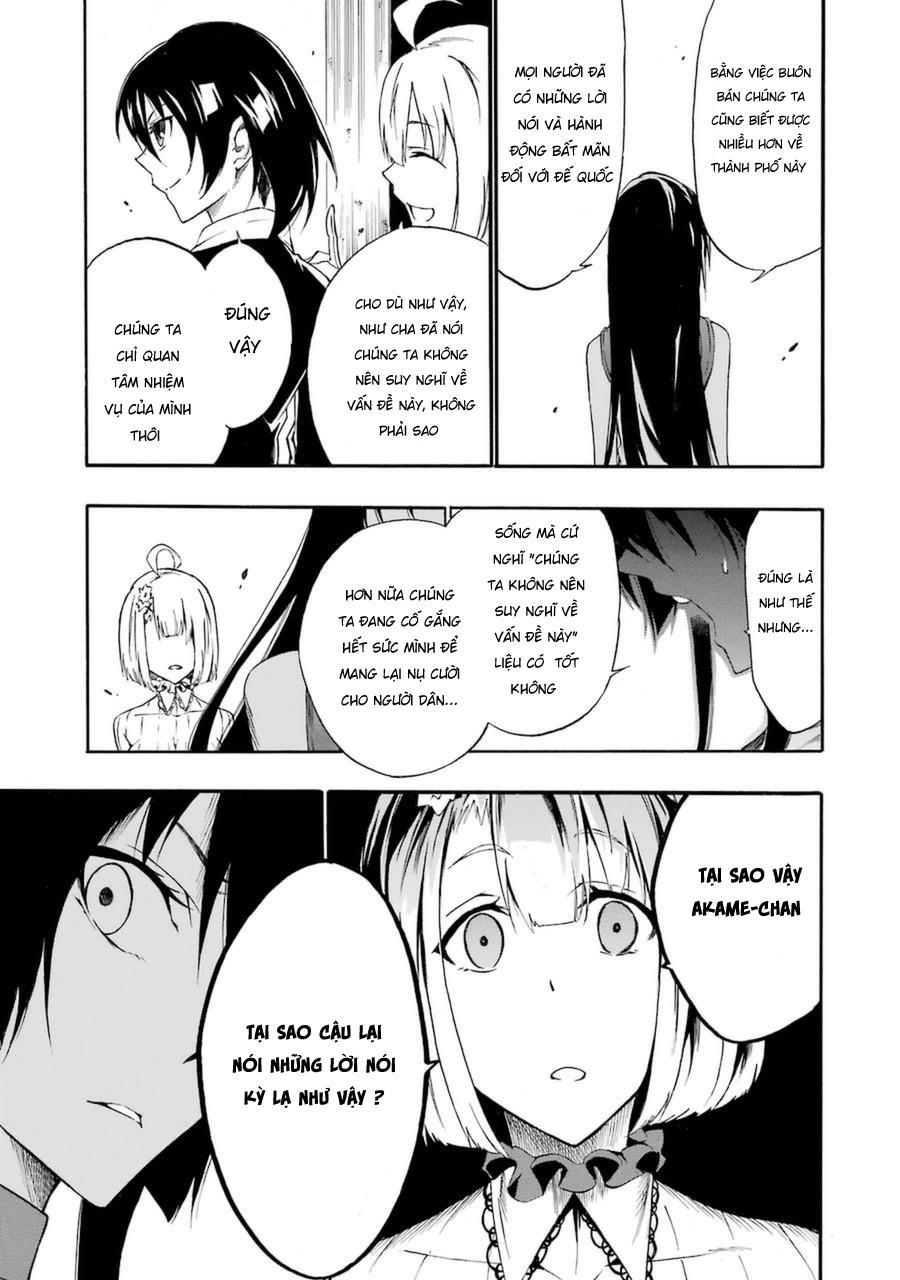 BẰNG VIỆC BUÔN
BÁN CHÚNG TA
CŨNG BIẾT ĐƯỢC
NHIỀU HƠN VỀ
THÀNH PHỐ NÀY
MỌI NGƯỜI ĐÃ
CÓ NHỮNG LỜI
NÓI VÀ HÀNH
ĐỘNG BẤT MÃN
ĐỐI VỚI ĐẾ QUỐC
CHO DÙ NHƯ VẬY,
NHƯ CHA ĐÃ NÓI
CHÚNG TA KHÔNG
NÊN SUY NGHĨ VỀ
VẤN ĐỀ NÀY, KHÔNG
PHẢI SAO
ĐÚNG
VẬY
CHÚNG TA
CHỈ QUAN
TÂM NHIỆM
VỤ CỦA MÌNH
THÔI
ĐÚNG LÀ
NHƯ THẾ
NHƯNG...
SỐNG MÀ CỨ
NGHĨ "CHÚNG
TA KHÔNG NÊN
SUY NGHĨ VỀ
VẤN ĐỀ NÀY"
LIỆU CÓ TỐT
KHÔNG
HƠN NỮA CHÚNG
TA ĐANG CỐ GẮNG
HẾT SỨC MÌNH ĐỂ
MANG LẠI NỤ CƯỜI
CHO NGƯỜI DÂN...
TẠI SAO VẬY
AKAME-CHAN
TẠI SAO CẬU LẠI
NÓI NHỮNG LỜI NÓI
KỲ LẠ NHƯ VẬY ?